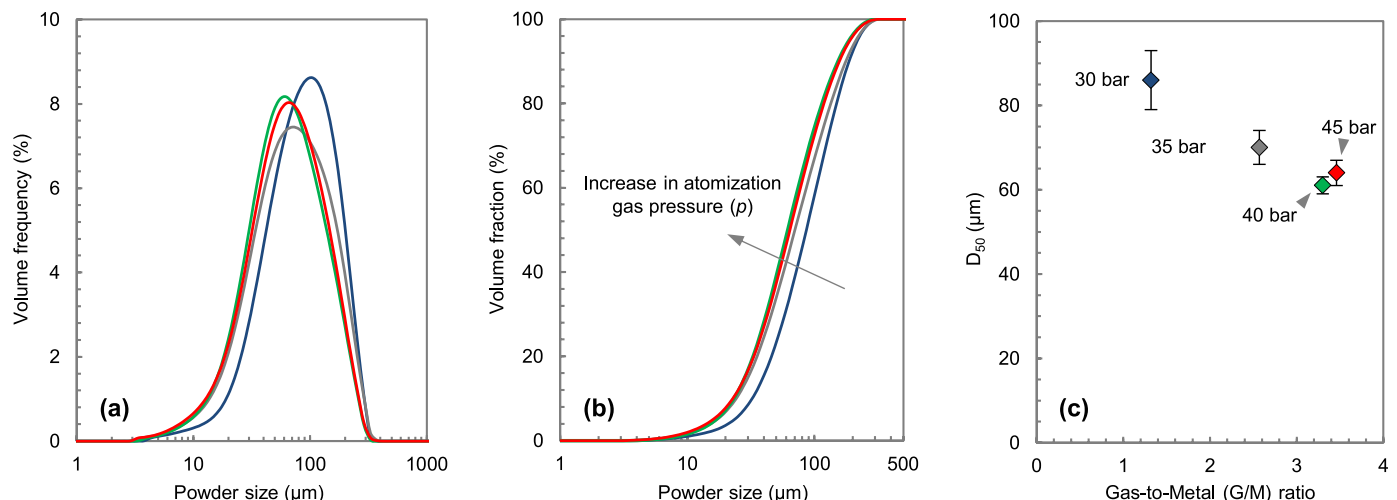 10
8
6
4
2
0
Volume frequency (%)
(a)
1
10
100
1000
Powder size (µm)
100
80
60
40
20
0
Volume fraction (%)
Increase in atomization
gas pressure (p)
(b)
1
10
100
500
Powder size (µm)
100
80
60
40
20
0
D50 (µm)
30 bar
35 bar
45 bar
40 bar
(c)
0
1
2
3
4
Gas-to-Metal (G/M) ratio